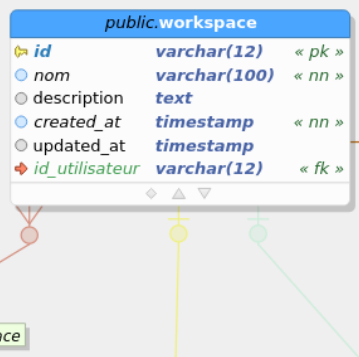 public.workspace
id varchar(12) « pk »
nom varchar(100) « nn »
description text
created_at timestamp « nn »
updated_at timestamp
id_utilisateur varchar(12) « fk »
nce